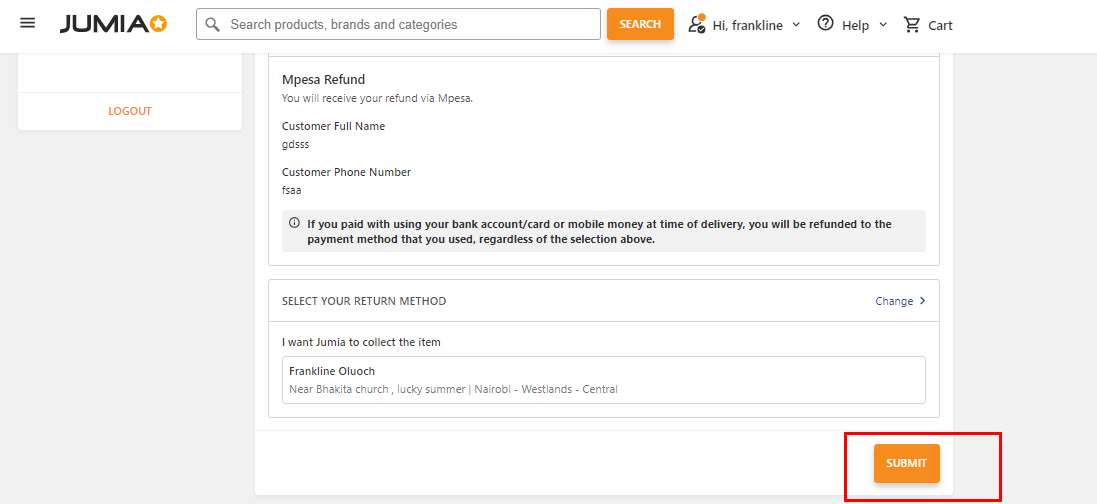 JUMIA
Search products, brands and categories
SEARCH
Hi, frankline
Help
Cart
LOGOUT
Mpesa Refund
You will receive your refund via Mpesa.
Customer Full Name
gdsss
Customer Phone Number
fsaa
If you paid with using your bank account/card or mobile money at time of delivery, you will be refunded to the
payment method that you used, regardless of the selection above.
SELECT YOUR RETURN METHOD
Change
I want Jumia to collect the item
Frankline Oluoch
Near Bhakita church , lucky summer | Nairobi - Westlands - Central
SUBMIT